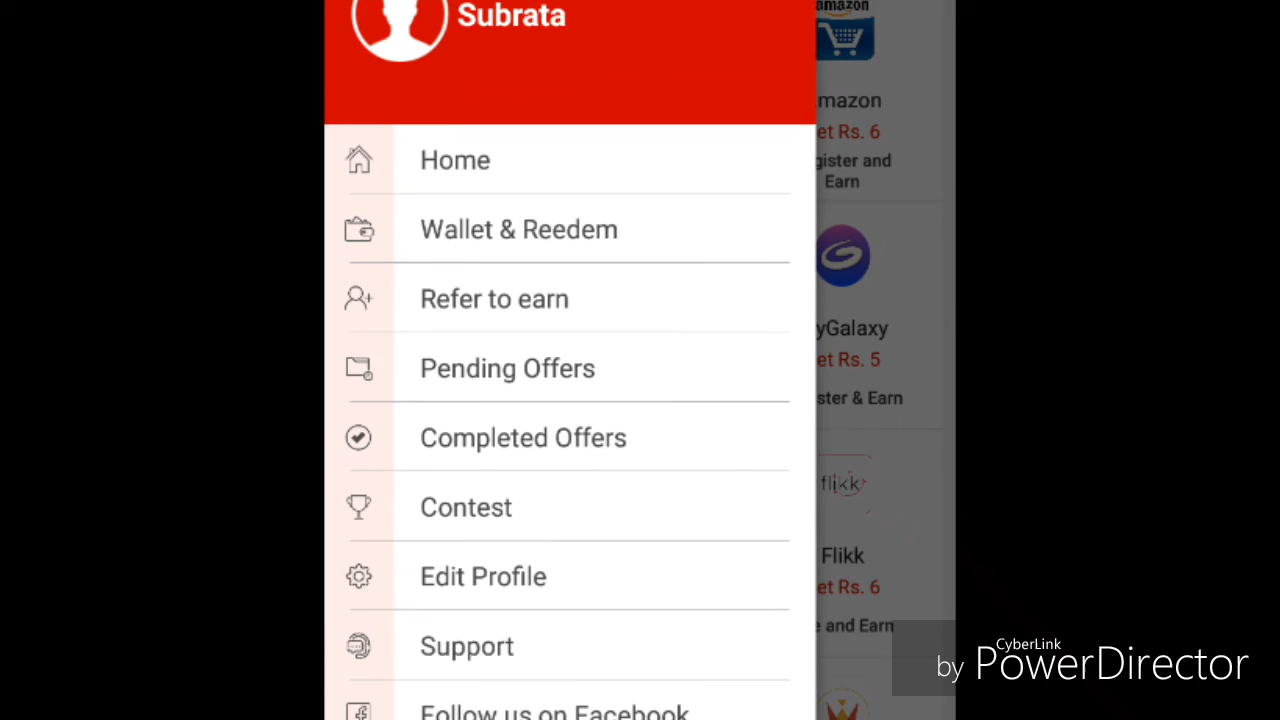 Subrata
Home
Wallet & Reedem
Refer to earn
Pending Offers
Completed Offers
Contest
Edit Profile
Support
Follow us on Facebook
amazon
mazon
et Rs. 6
gister and
Earn
yGalaxy
et Rs. 5
ster & Earn
flikk
Flikk
et Rs. 6
e and Earn
CyberLink
by PowerDirector